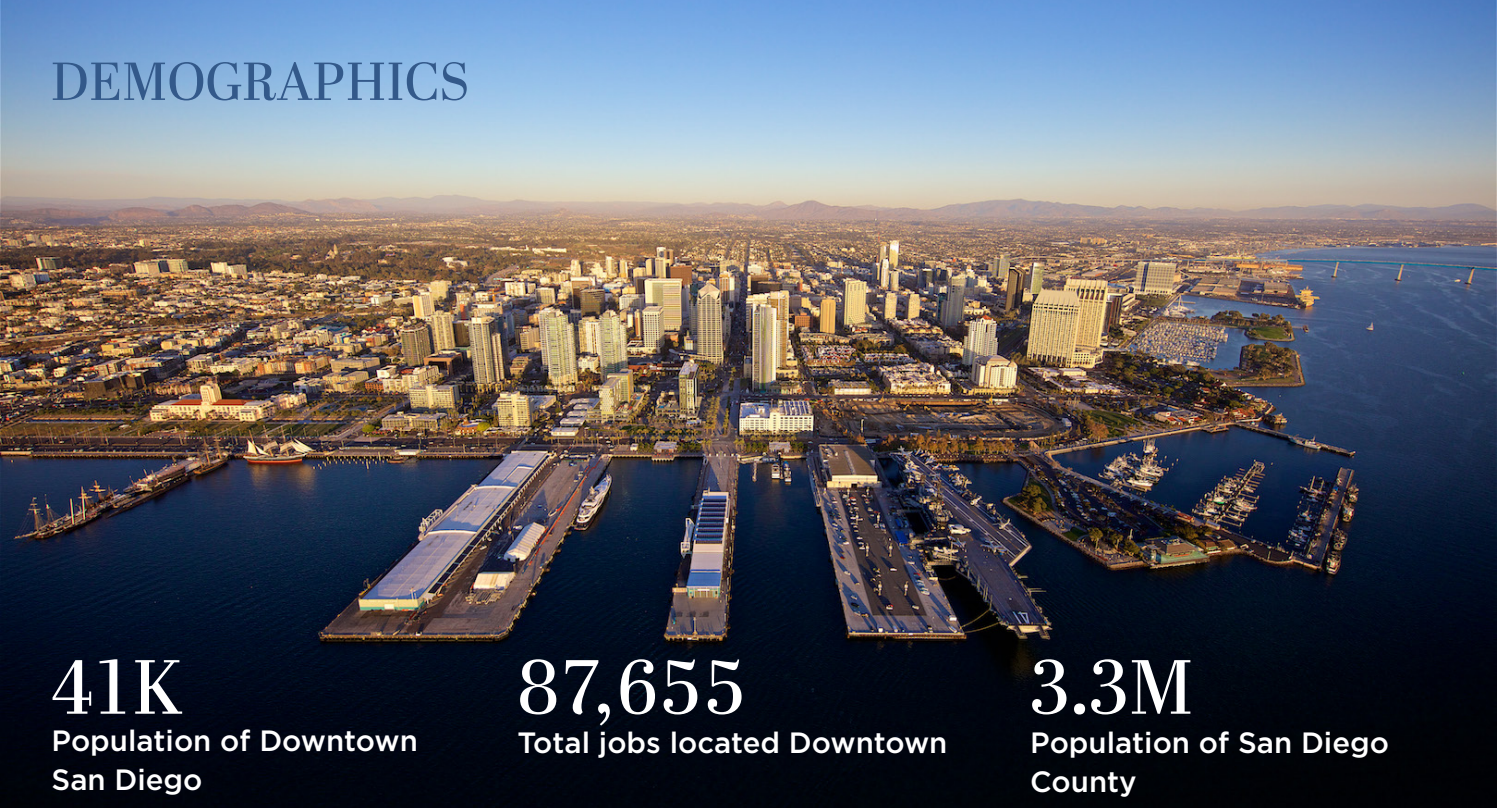 DEMOGRAPHICS
41K
Population of Downtown
San Diego
87,655
Total jobs located Downtown
3.3M
Population of San Diego
County